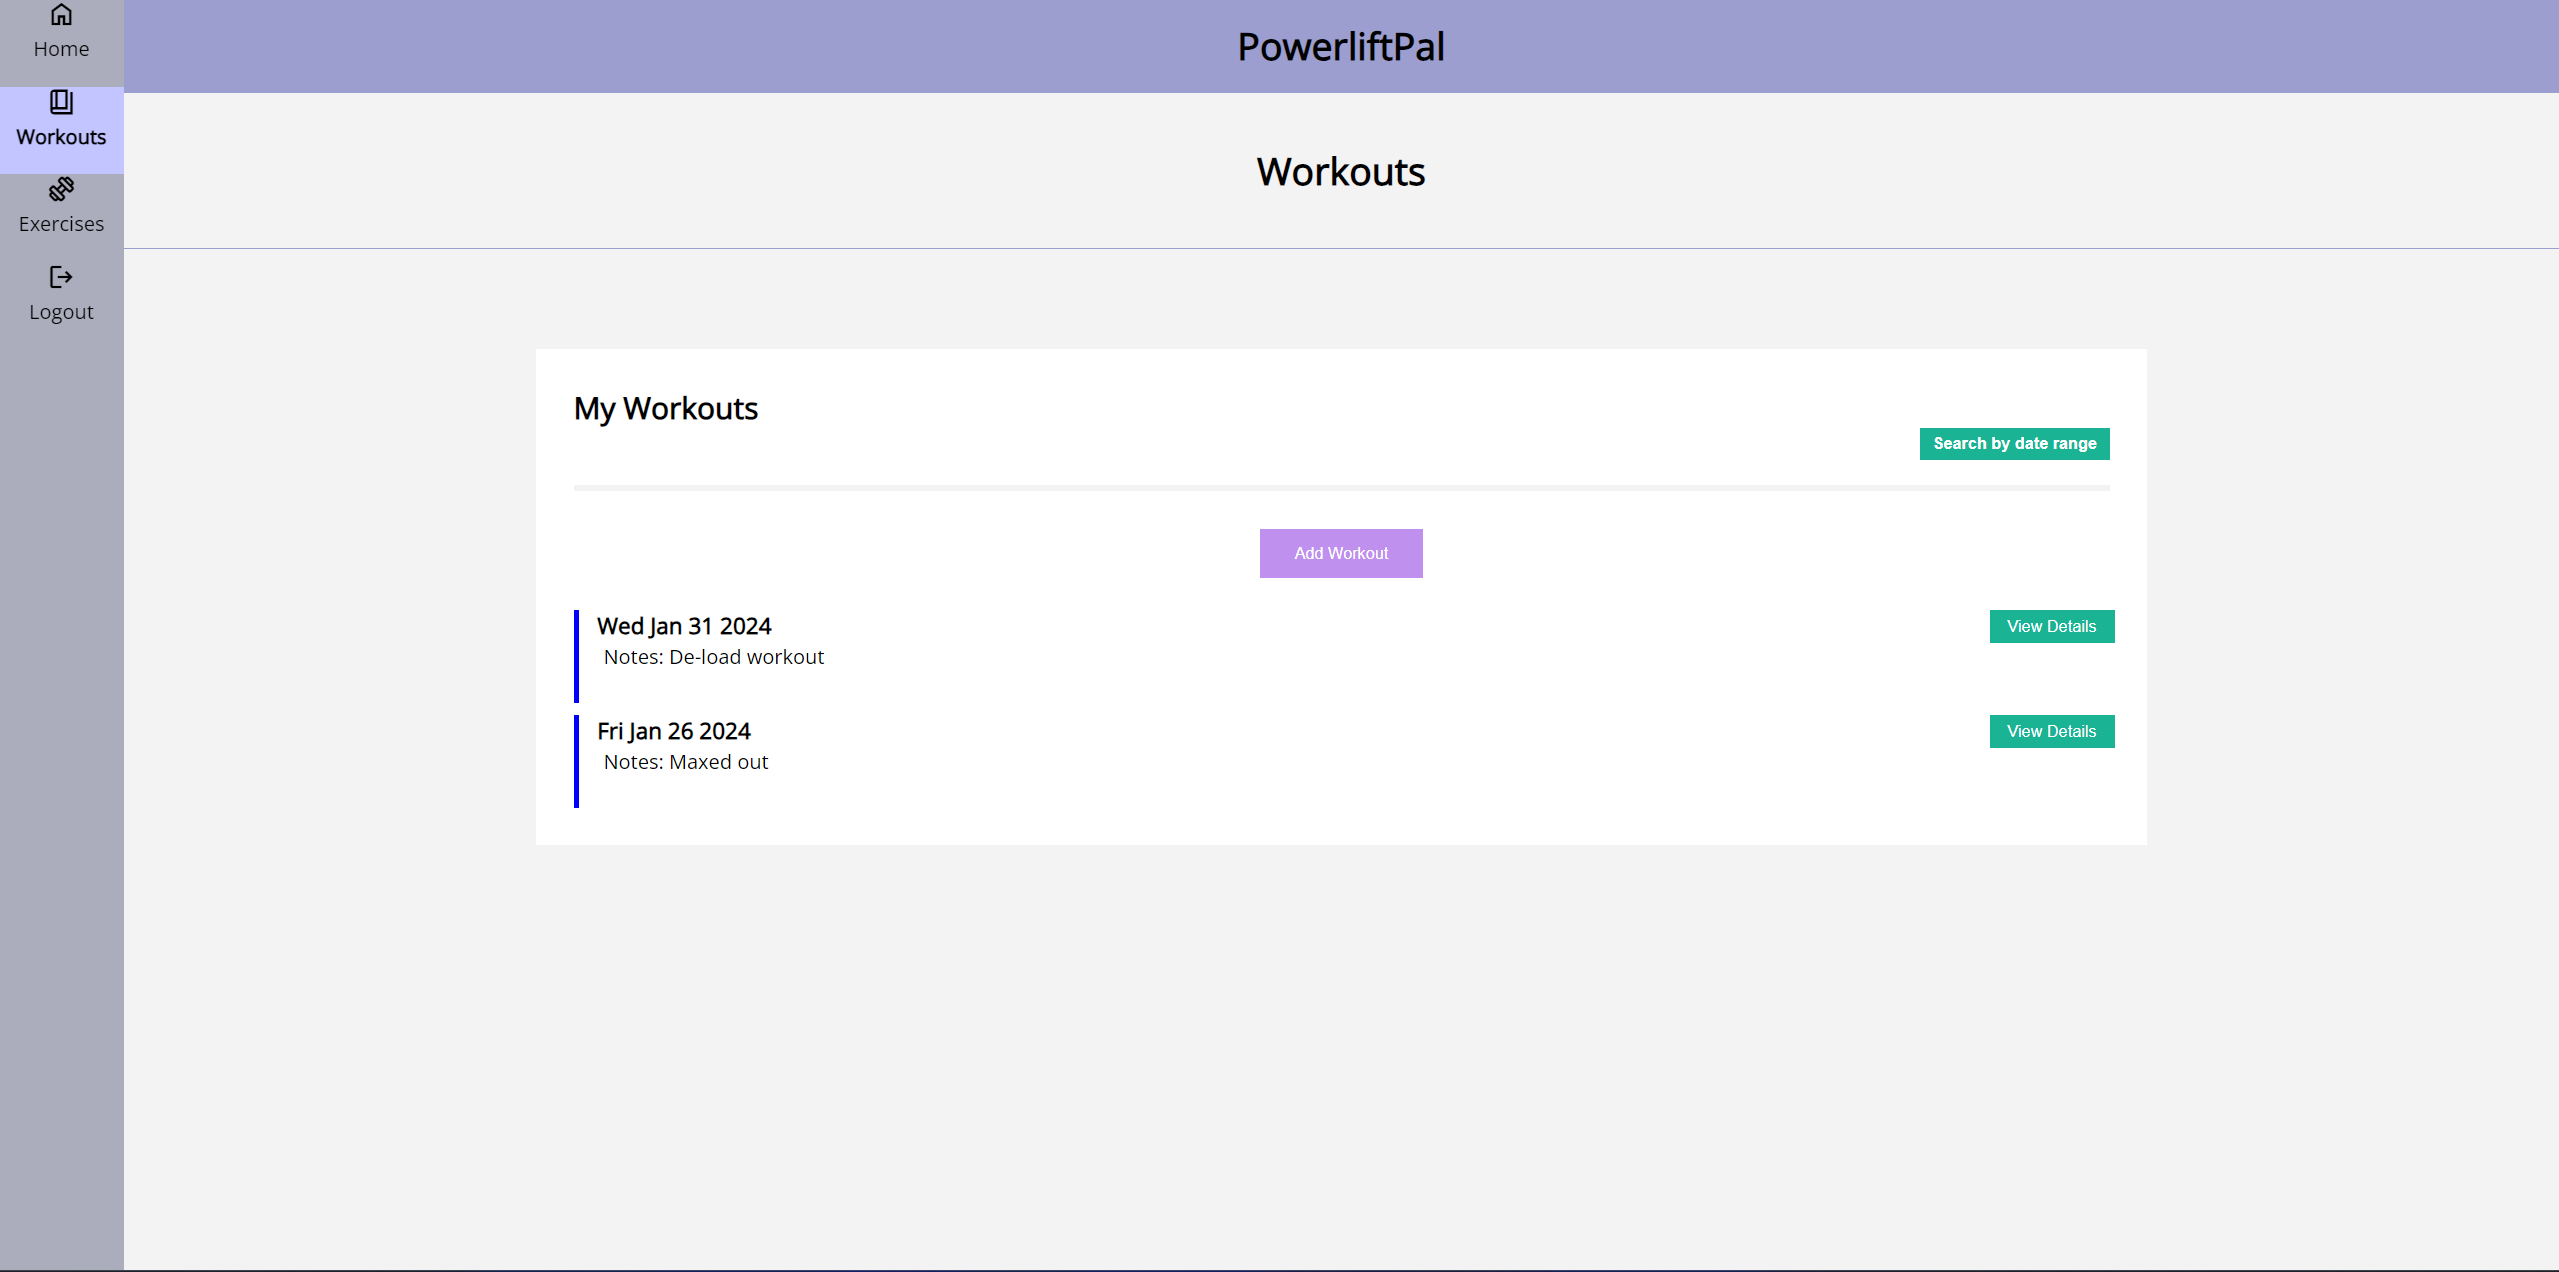 Home
Workouts
Exercises
Logout
PowerliftPal
Workouts
My Workouts
Search by date range
Add Workout
Wed Jan 31 2024
Notes: De-load workout
View Details
Fri Jan 26 2024
Notes: Maxed out
View Details